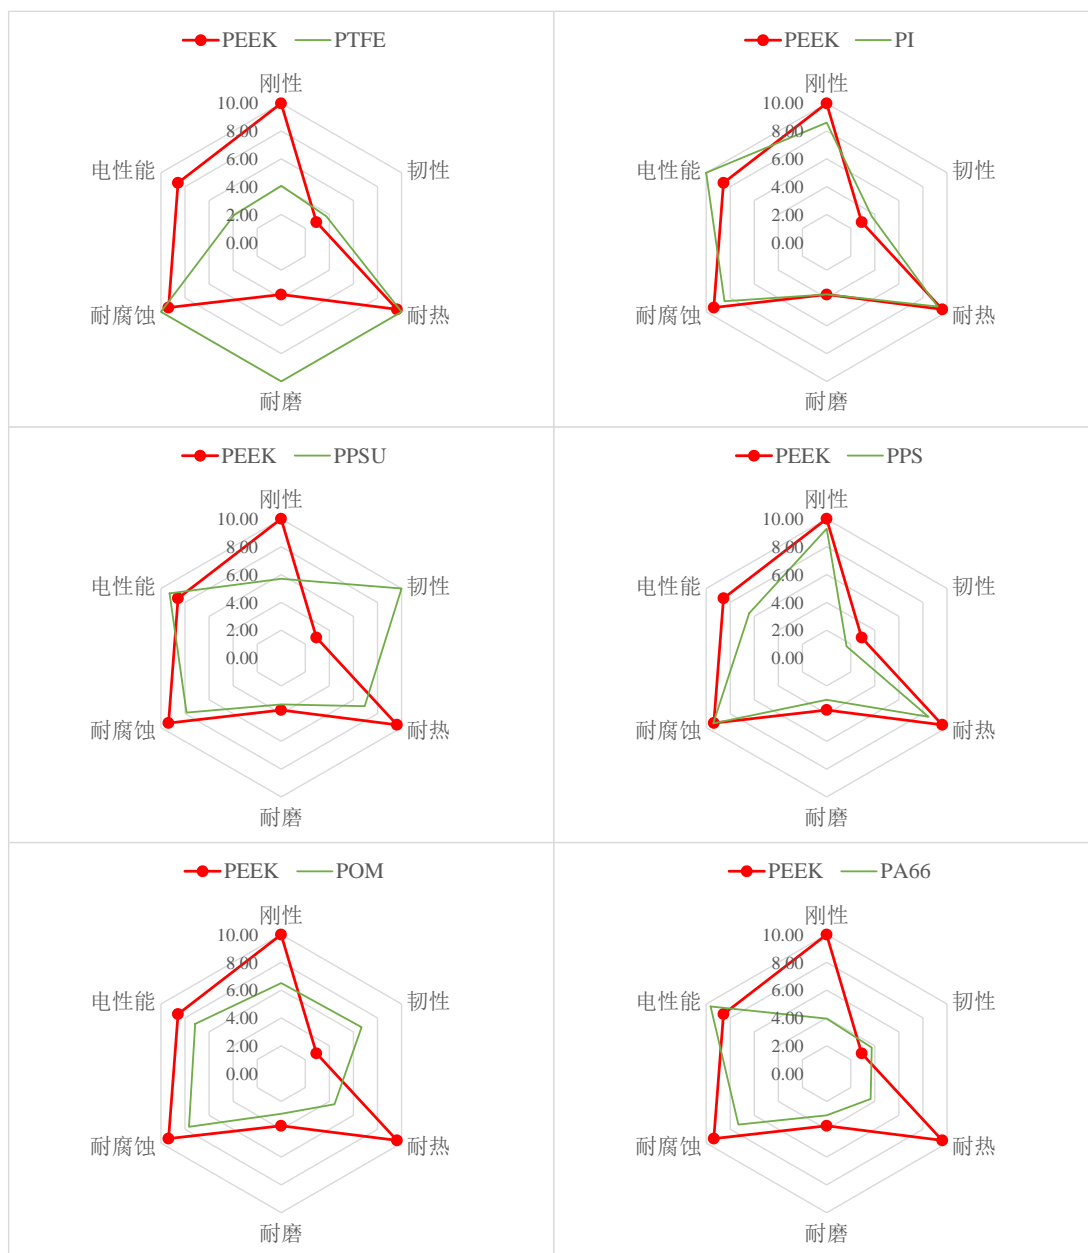 PEEK PTFE
刚性
10.00
8.00
电性能
韧性
6.00
4.00
2.00
0.00
耐腐蚀
耐热
耐磨
PEEK PI
刚性
10.00
8.00
电性能
韧性
6.00
4.00
2.00
0.00
耐腐蚀
耐热
耐磨
PEEK PPSU
刚性
10.00
8.00
电性能
韧性
6.00
4.00
2.00
0.00
耐腐蚀
耐热
耐磨
PEEK PPS
刚性
10.00
8.00
电性能
韧性
6.00
4.00
2.00
0.00
耐腐蚀
耐热
耐磨
PEEK POM
刚性
10.00
8.00
电性能
韧性
6.00
4.00
2.00
0.00
耐腐蚀
耐热
耐磨
PEEK PA66
刚性
10.00
8.00
电性能
韧性
6.00
4.00
2.00
0.00
耐腐蚀
耐热
耐磨